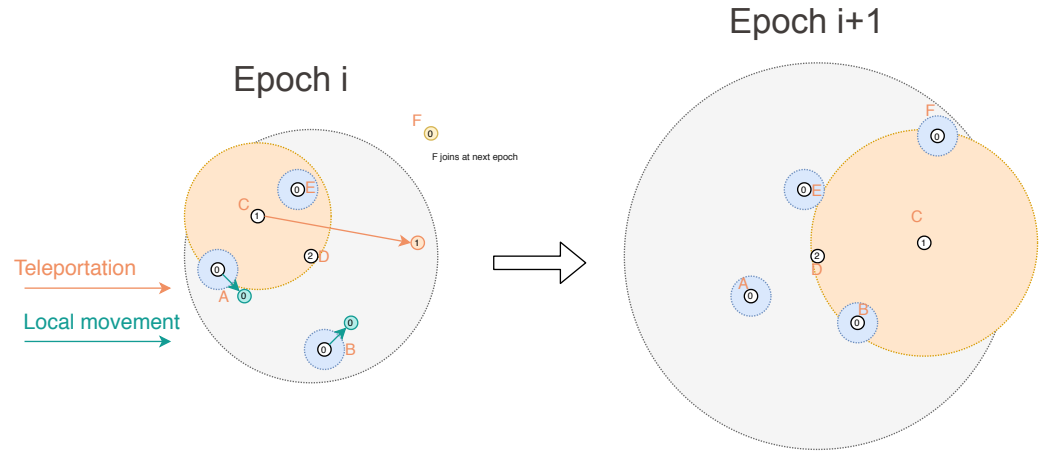 Epoch i+1
Epoch i
F
0
F joins at next epoch
0 E
C
1
1
2 D
0
A
0
0
0 B
Teleportation
Local movement
F
0
0 E
C
1
2
D
A
0
B
0